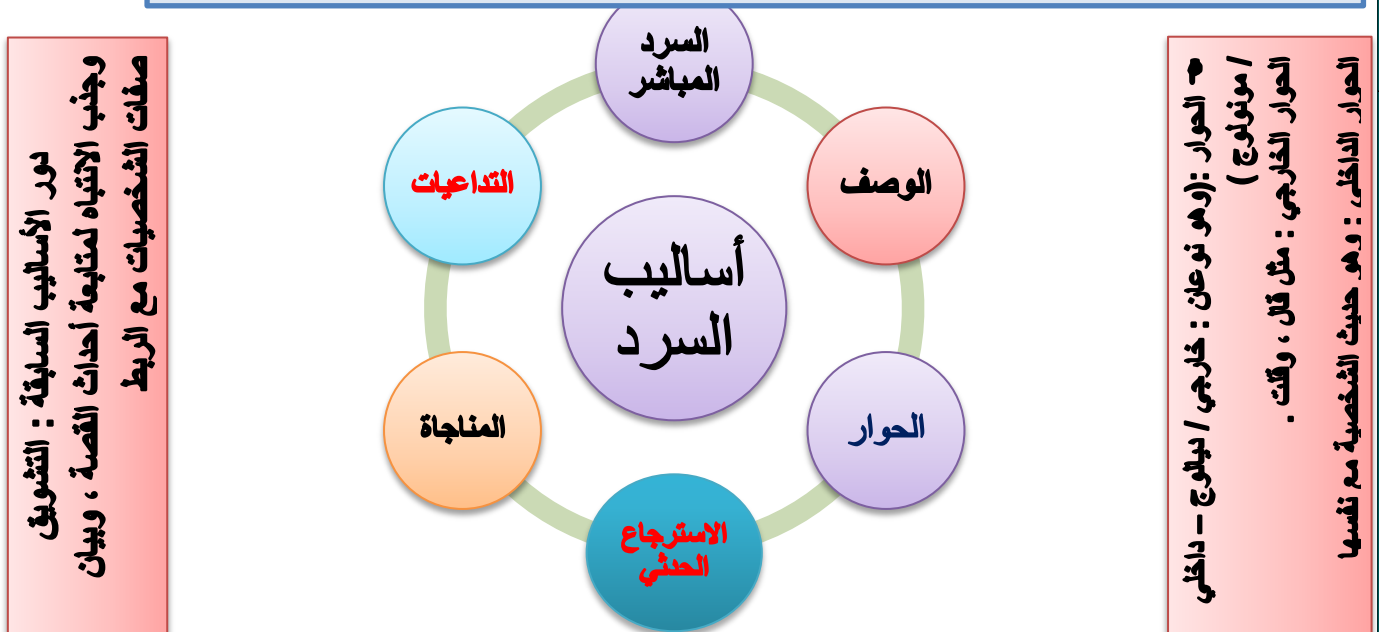 السرد
المباشر
الوصف
الحوار
الاسترجاع
الحدثي
المناجاة
التداعيات
أساليب
السرد
- الحوار :(وهو نوعان : خارجي / ديلوج – داخلي
/ مونولوج )
الحوار الخارجي : مثل قال ، وقلت .
الحوار الداخلى : وهو حديث الشخصية مع نفسها
دور الأساليب السابقة : التشويق
وجذب الانتباه لمتابعة أحداث القصة ، وبيان
صفات الشخصيات مع الربط